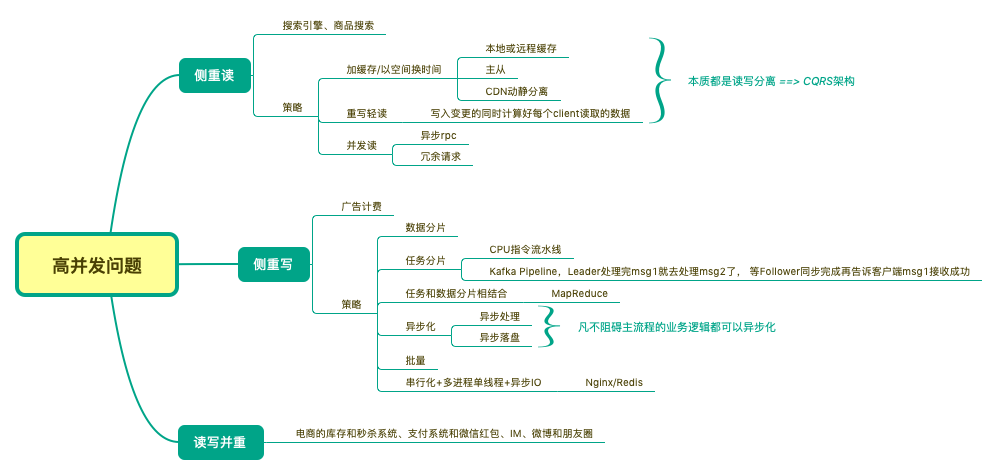 高并发问题
侧重读
搜索引擎、商品搜索
策略
加缓存/以空间换时间
本地或远程缓存
主从
CDN动静分离
重写轻读
写入变更的同时计算好每个client读取的数据
并发读
异步rpc
冗余请求
本质都是读写分离 ==> CQRS架构
侧重写
广告计费
策略
数据分片
任务分片
CPU指令流水线
Kafka Pipeline，Leader处理完msg1就去处理msg2了， 等Follower同步完成再告诉客户端msg1接收成功
任务和数据分片相结合
MapReduce
异步化
异步处理
异步落盘
凡不阻碍主流程的业务逻辑都可以异步化
批量
串行化+多进程单线程+异步IO
Nginx/Redis
读写并重
电商的库存和秒杀系统、支付系统和微信红包、IM、微博和朋友圈